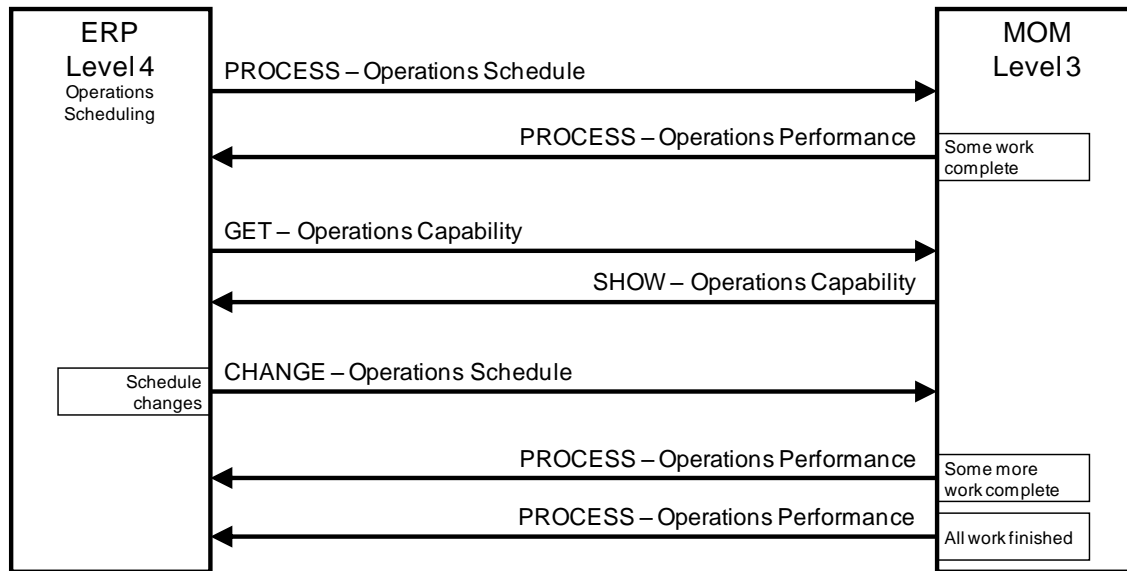 ERP
Level 4
Operations
Scheduling
MOM
Level 3
PROCESS – Operations Schedule
PROCESS – Operations Performance
Some work
complete
GET – Operations Capability
SHOW – Operations Capability
Schedule
changes
CHANGE – Operations Schedule
PROCESS – Operations Performance
Some more
work complete
PROCESS – Operations Performance
All work finished